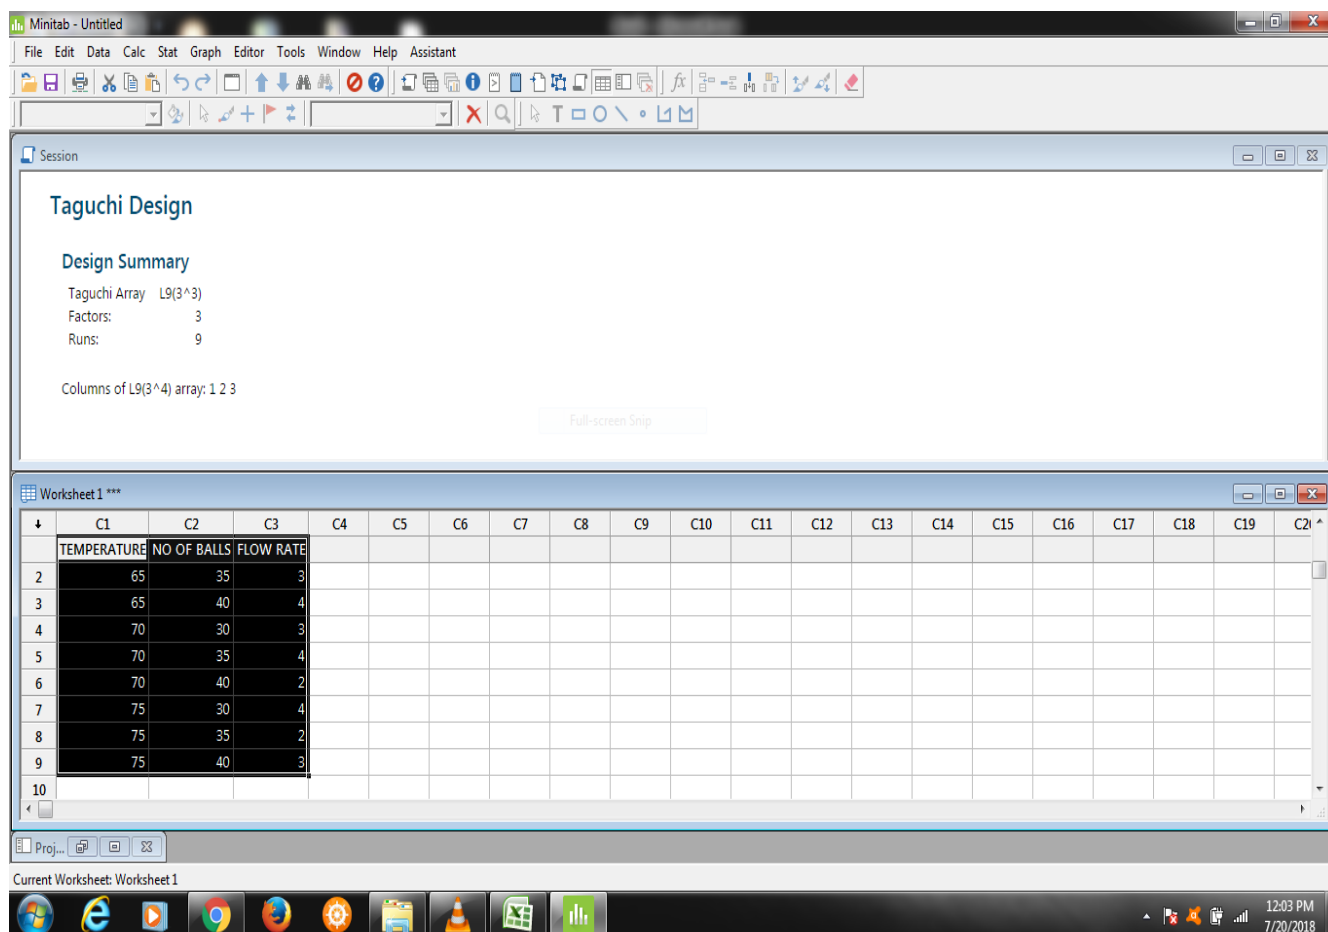 Minitab - Untitled
File Edit Data Calc Stat Graph Editor Tools Window Help Assistant
Session
Taguchi Design
Design Summary
Taguchi Array L9(3^3)
Factors: 3
Runs: 9
Columns of L9(3^4) array: 1 2 3
Full-screen Snip
Worksheet 1 ***
C1 C2 C3 C4 C5 C6 C7 C8 C9 C10 C11 C12 C13 C14 C15 C16 C17 C18 C19
TEMPERATURE NO OF BALLS FLOW RATE
2 65 35 3
3 65 40 4
4 70 30 3
5 70 35 4
6 70 40 2
7 75 30 4
8 75 35 2
9 75 40 3
10
Proj...
Current Worksheet: Worksheet 1
12:03 PM
7/20/2018